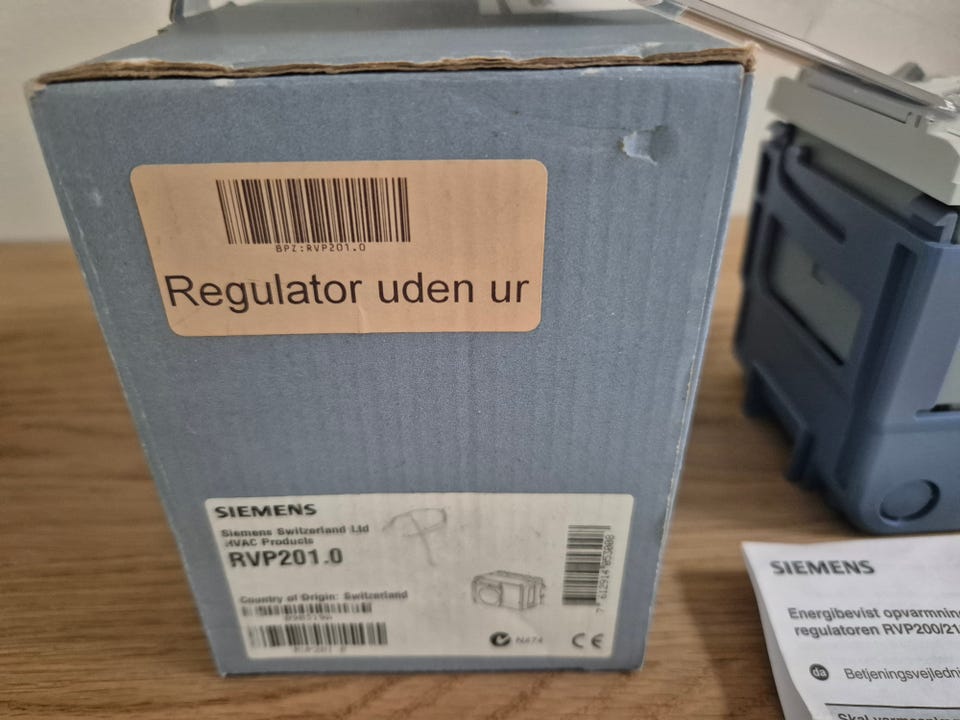 BPZ:RVP201.0
Regulator uden ur
SIEMENS
Siemens Switzerland Ltd
HVAC Products
RVP201.0
Country of Origin: Switzerland
N474
CE
SIEMENS
Energibevist opvarmning
regulatoren RVP200/21
da Betjeningsvejledni